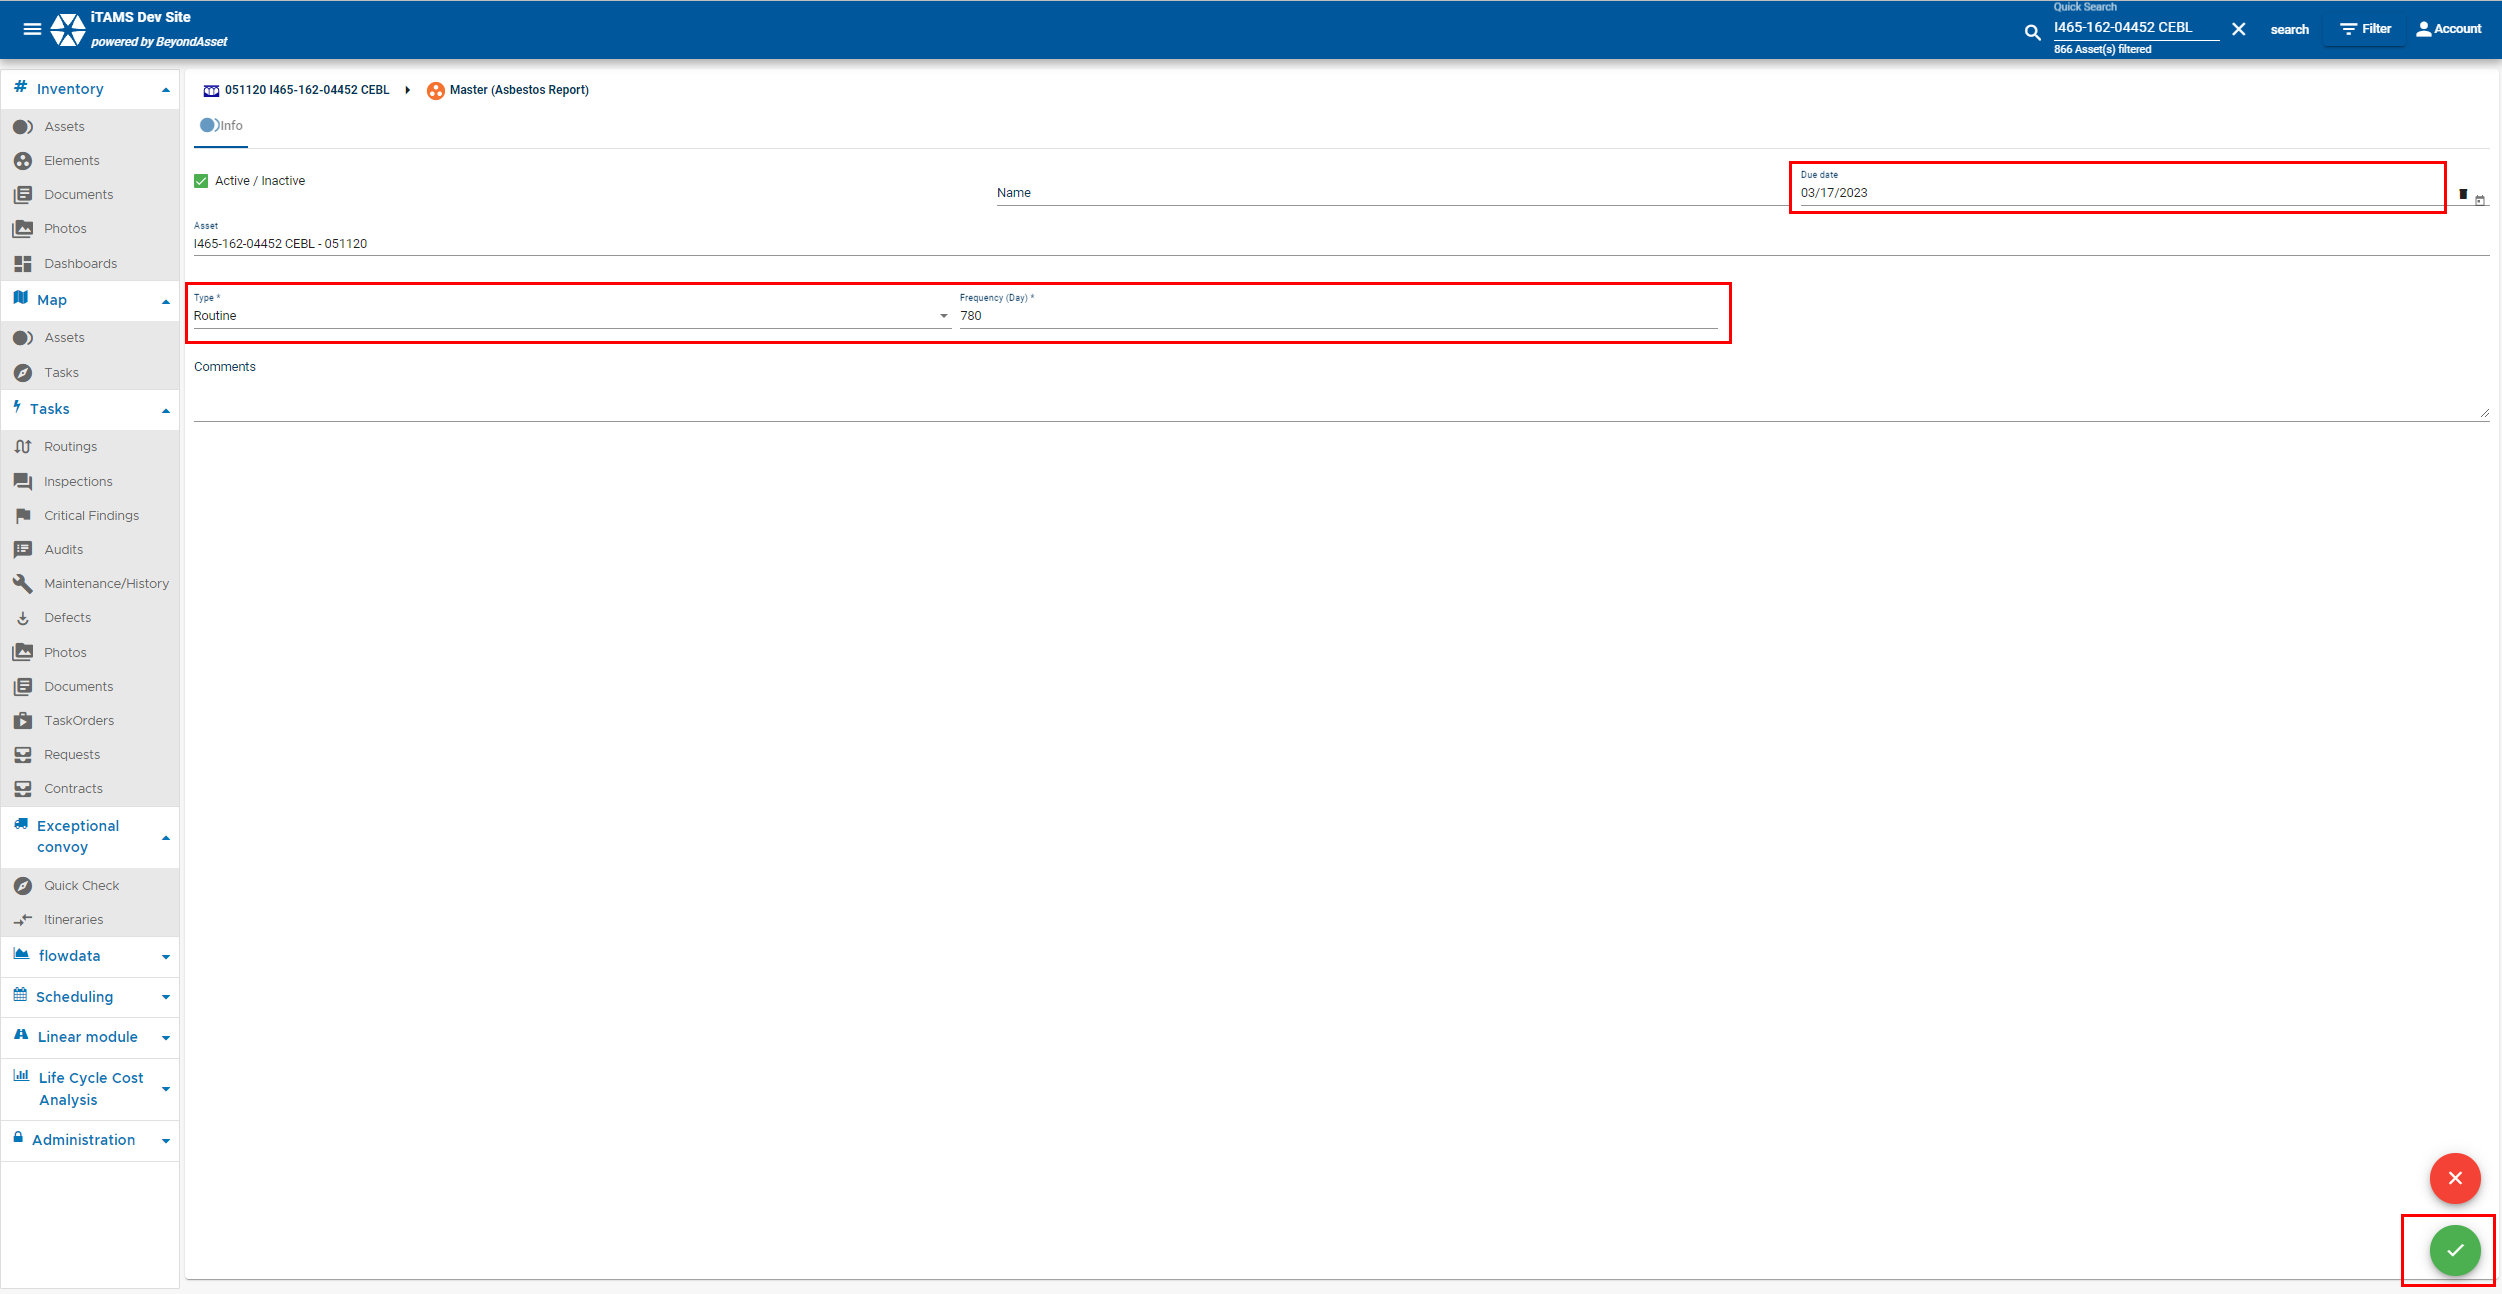 iTAMS Dev Site
powered by BeyondAsset
Quick Search
I465-162-04452 CEBL
866 Asset(s) filtered
search
Filter
Account
Inventory
Assets
Elements
Documents
Photos
Dashboards
Map
Assets
Tasks
Tasks
Routings
Inspections
Critical Findings
Audits
Maintenance/History
Defects
Photos
Documents
TaskOrders
Requests
Contracts
Exceptional
convoy
Quick Check
Itineraries
flowdata
Scheduling
Linear module
Life Cycle Cost
Analysis
Administration
051120 I465-162-04452 CEBL
Master (Asbestos Report)
Info
Active / Inactive
Name
Due date
03/17/2023
Asset
I465-162-04452 CEBL - 051120
Type *
Routine
Frequency (Day) *
780
Comments